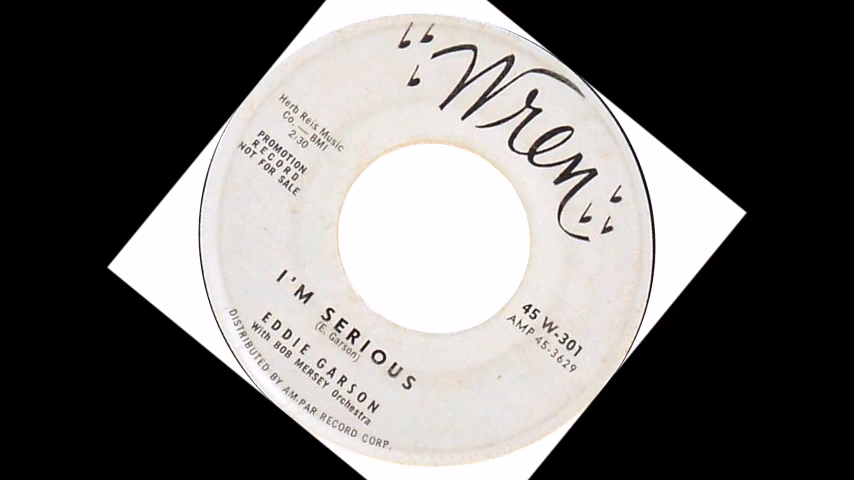 Wren
Herb Reis Music
Co. — BMI
2:30
PROMOTION
RECORD
NOT FOR SALE
45 W-301
AMP 45-3629
I'M SERIOUS
(E. Garson)
EDDIE GARSON
With BOB MERSEY Orchestra
DISTRIBUTED BY AM-PAR RECORD CORP.